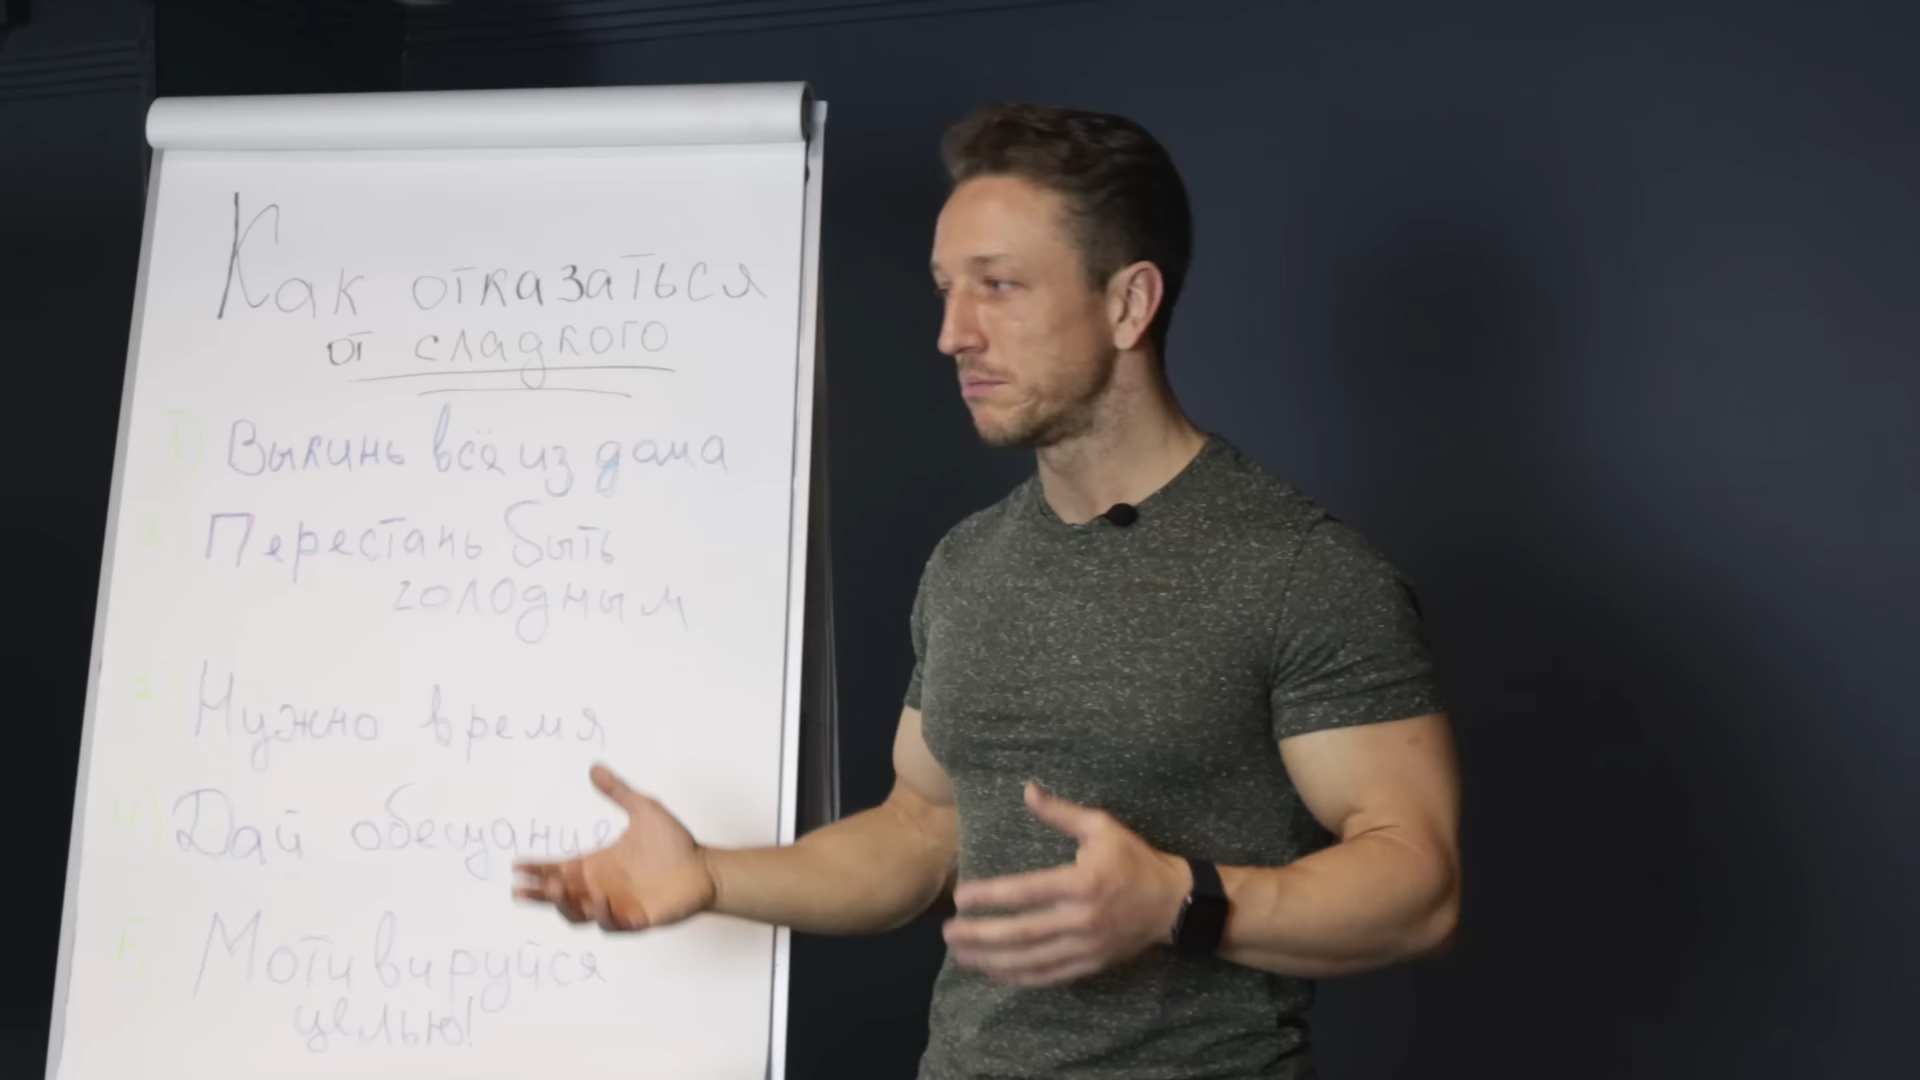 Как отказаться
от сладкого
1) Выкинь всё из дома
2) Перестань быть
голодным
3 Нужно время
4) Дай обещание
5) Мотивируйся
целью!